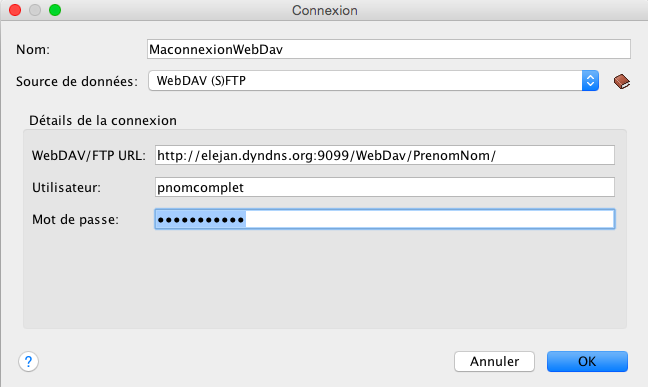 Connexion
Nom: MaconnexionWebDav
Source de données: WebDAV (S)FTP
Détails de la connexion
WebDAV/FTP URL: http://elejan.dyndns.org:9099/WebDav/PrenomNom/
Utilisateur: pnomcomplet
Mot de passe: •••••••••••
? Annuler OK